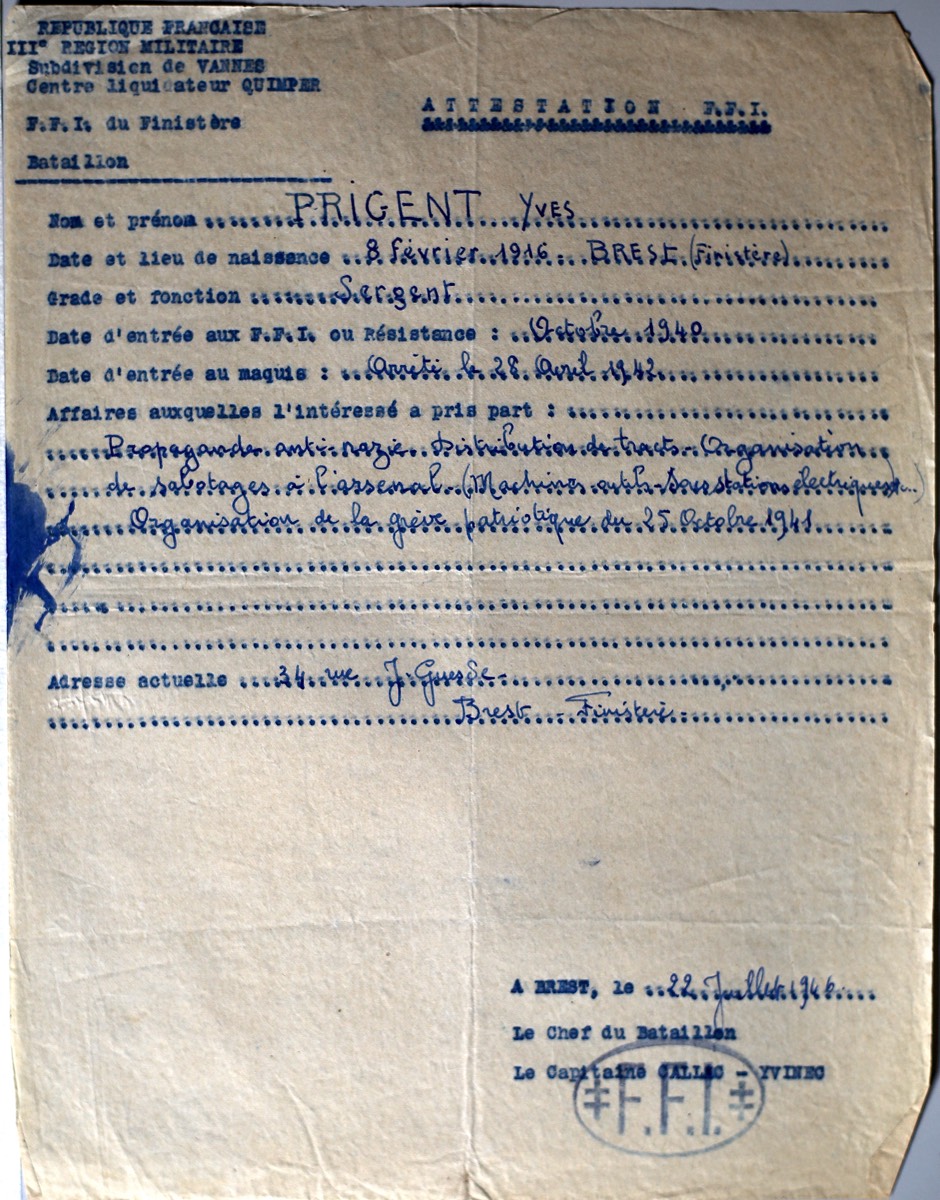 REPUBLIQUE FRANCAISE
IIIe REGION MILITAIRE
Subdivision de VANNES
Centre liquidateur QUIMPER
ATTESTATION F.F.I.
F.F.I. du Finistère
Bataillon
Nom et prénom PRIGENT Yves
Date et lieu de naissance 8 février 1916 - BREST (Finistère)
Grade et fonction Sergent
Date d'entrée aux F.F.I. ou Résistance : Octobre 1940
Date d'entrée au maquis : Arrêté le 28 Avril 1942
Affaires auxquelles l'intéressé a pris part :
Propagande anti-nazie - Distribution de tracts - Organisation
de sabotages à l'arsenal (Machines outils - Sous-stations électriques ...)
Organisation de la grève patriotique du 25 Octobre 1941
Adresse actuelle 34 rue J. Guesde
Brest - Finistère
A BREST, le 22 Juillet 1946
Le Chef du Bataillon
Le Capitaine CALLAC - YVINEC
F.F.I.